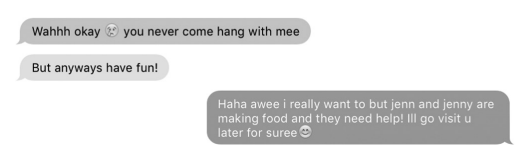 Wahhh okay 😢 you never come hang with mee
But anyways have fun!
Haha awee i really want to but jenn and jenny are
making food and they need help! Ill go visit u
later for suree😊